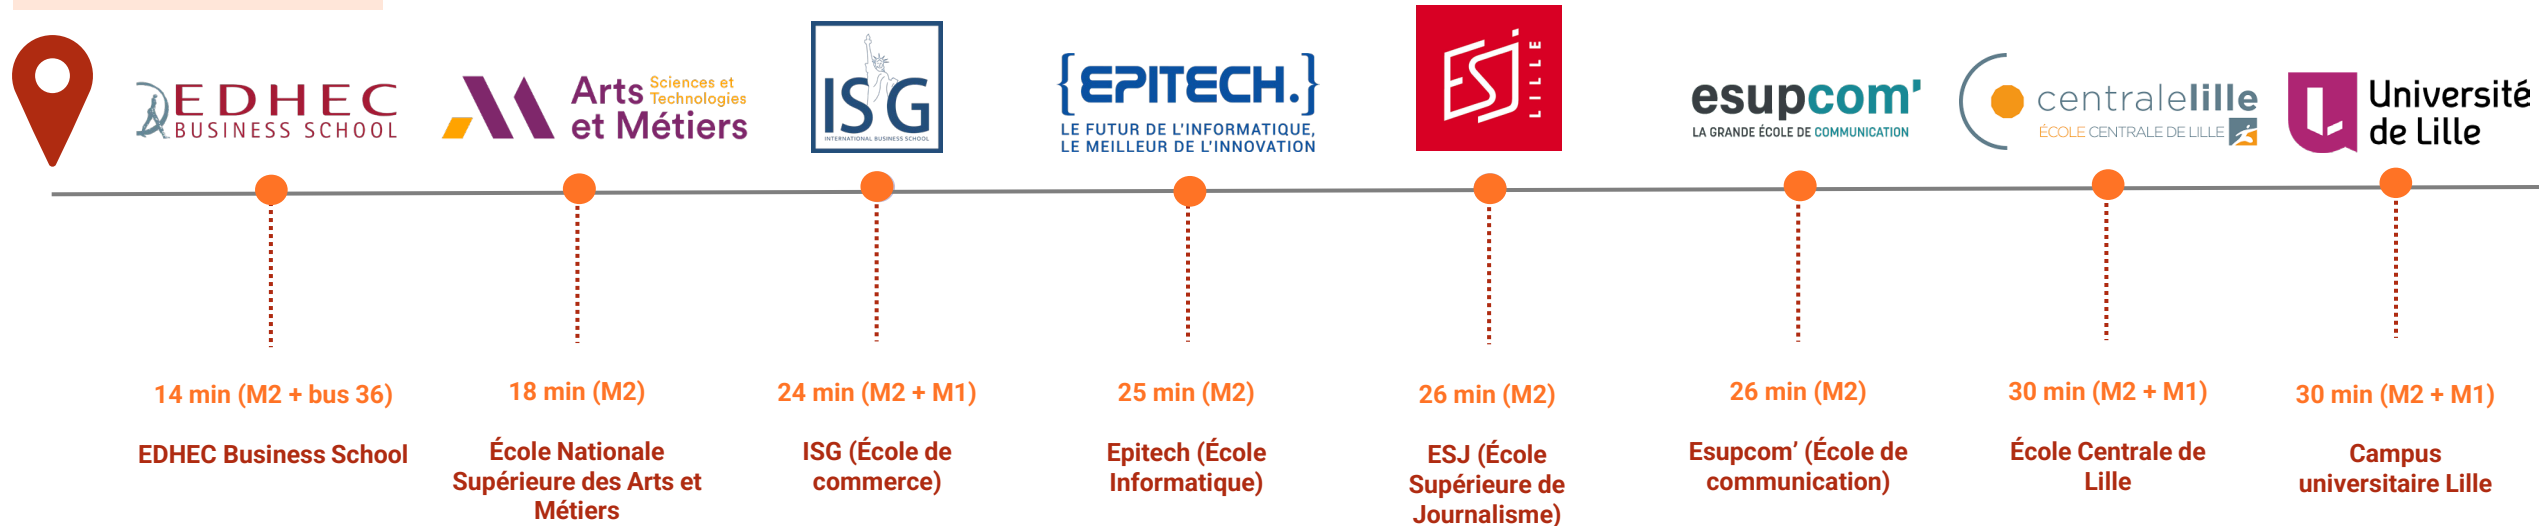 EDHEC
BUSINESS SCHOOL
Arts Sciences et
Technologies
et Métiers
ISG
INTERNATIONAL BUSINESS SCHOOL
{EPITECH.}
LE FUTUR DE L'INFORMATIQUE,
LE MEILLEUR DE L'INNOVATION
ESJ
LILLE
esupcom'
LA GRANDE ÉCOLE DE COMMUNICATION
centralelille
ÉCOLE CENTRALE DE LILLE
Université
de Lille
14 min (M2 + bus 36)
EDHEC Business School
18 min (M2)
École Nationale
Supérieure des Arts et
Métiers
24 min (M2 + M1)
ISG (École de
commerce)
25 min (M2)
Epitech (École
Informatique)
26 min (M2)
ESJ (École
Supérieure de
Journalisme)
26 min (M2)
Esupcom’ (École de
communication)
30 min (M2 + M1)
École Centrale de
Lille
30 min (M2 + M1)
Campus
universitaire Lille